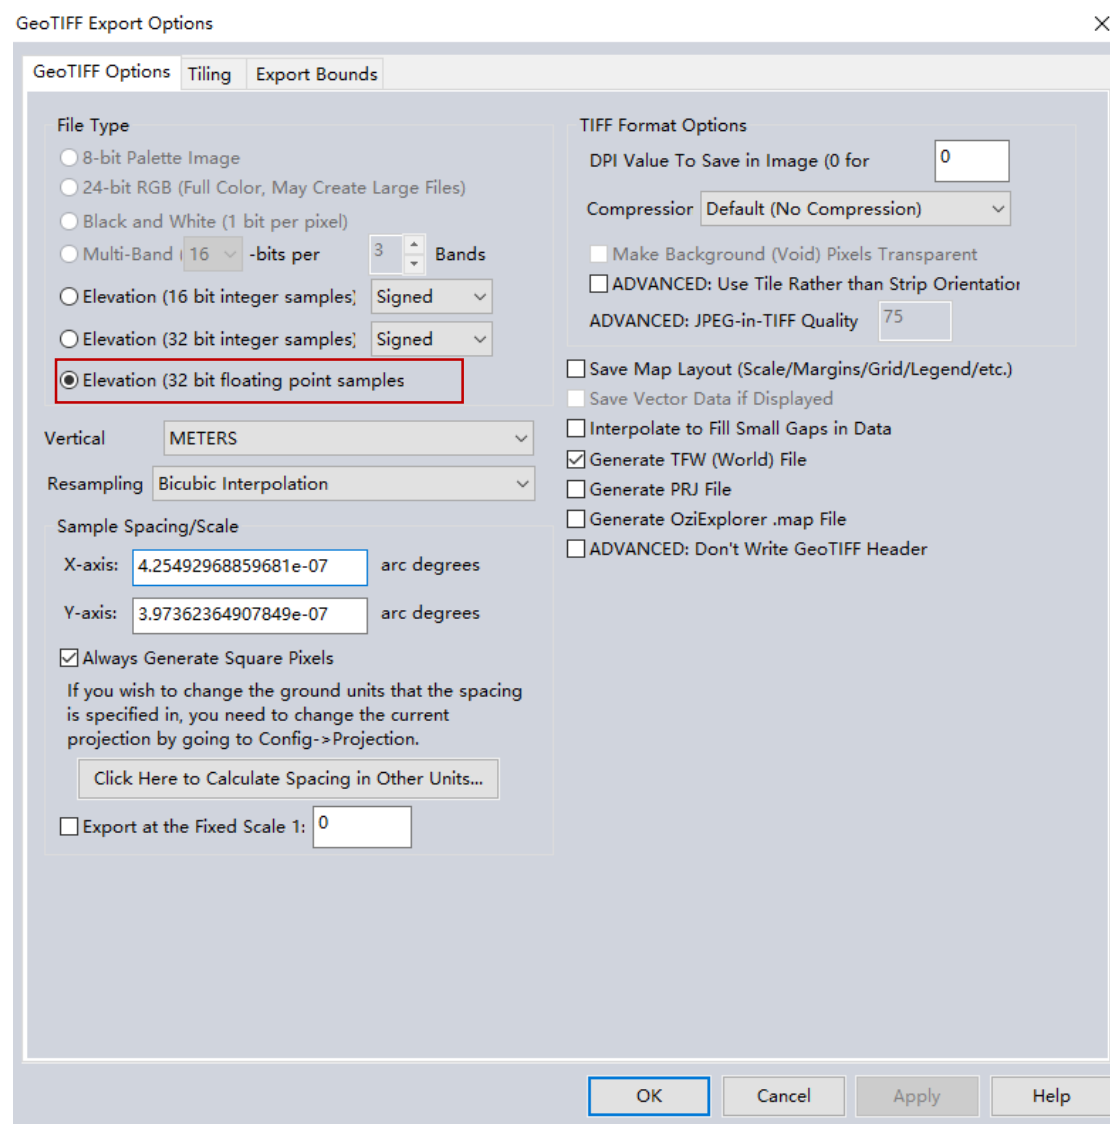 GeoTIFF Export Options
GeoTIFF Options Tiling Export Bounds
File Type
8-bit Palette Image
24-bit RGB (Full Color, May Create Large Files)
Black and White (1 bit per pixel)
Multi-Band ( 16 -bits per 3 Bands
Elevation (16 bit integer samples) Signed
Elevation (32 bit integer samples) Signed
Elevation (32 bit floating point samples
Vertical METERS
Resampling Bicubic Interpolation
Sample Spacing/Scale
X-axis: 4.25492968859681e-07 arc degrees
Y-axis: 3.97362364907849e-07 arc degrees
Always Generate Square Pixels
If you wish to change the ground units that the spacing
is specified in, you need to change the current
projection by going to Config->Projection.
Click Here to Calculate Spacing in Other Units...
Export at the Fixed Scale 1: 0
TIFF Format Options
DPI Value To Save in Image (0 for 0
Compressior Default (No Compression)
Make Background (Void) Pixels Transparent
ADVANCED: Use Tile Rather than Strip Orientatior
ADVANCED: JPEG-in-TIFF Quality 75
Save Map Layout (Scale/Margins/Grid/Legend/etc.)
Save Vector Data if Displayed
Interpolate to Fill Small Gaps in Data
Generate TFW (World) File
Generate PRJ File
Generate OziExplorer .map File
ADVANCED: Don't Write GeoTIFF Header
OK Cancel Apply Help